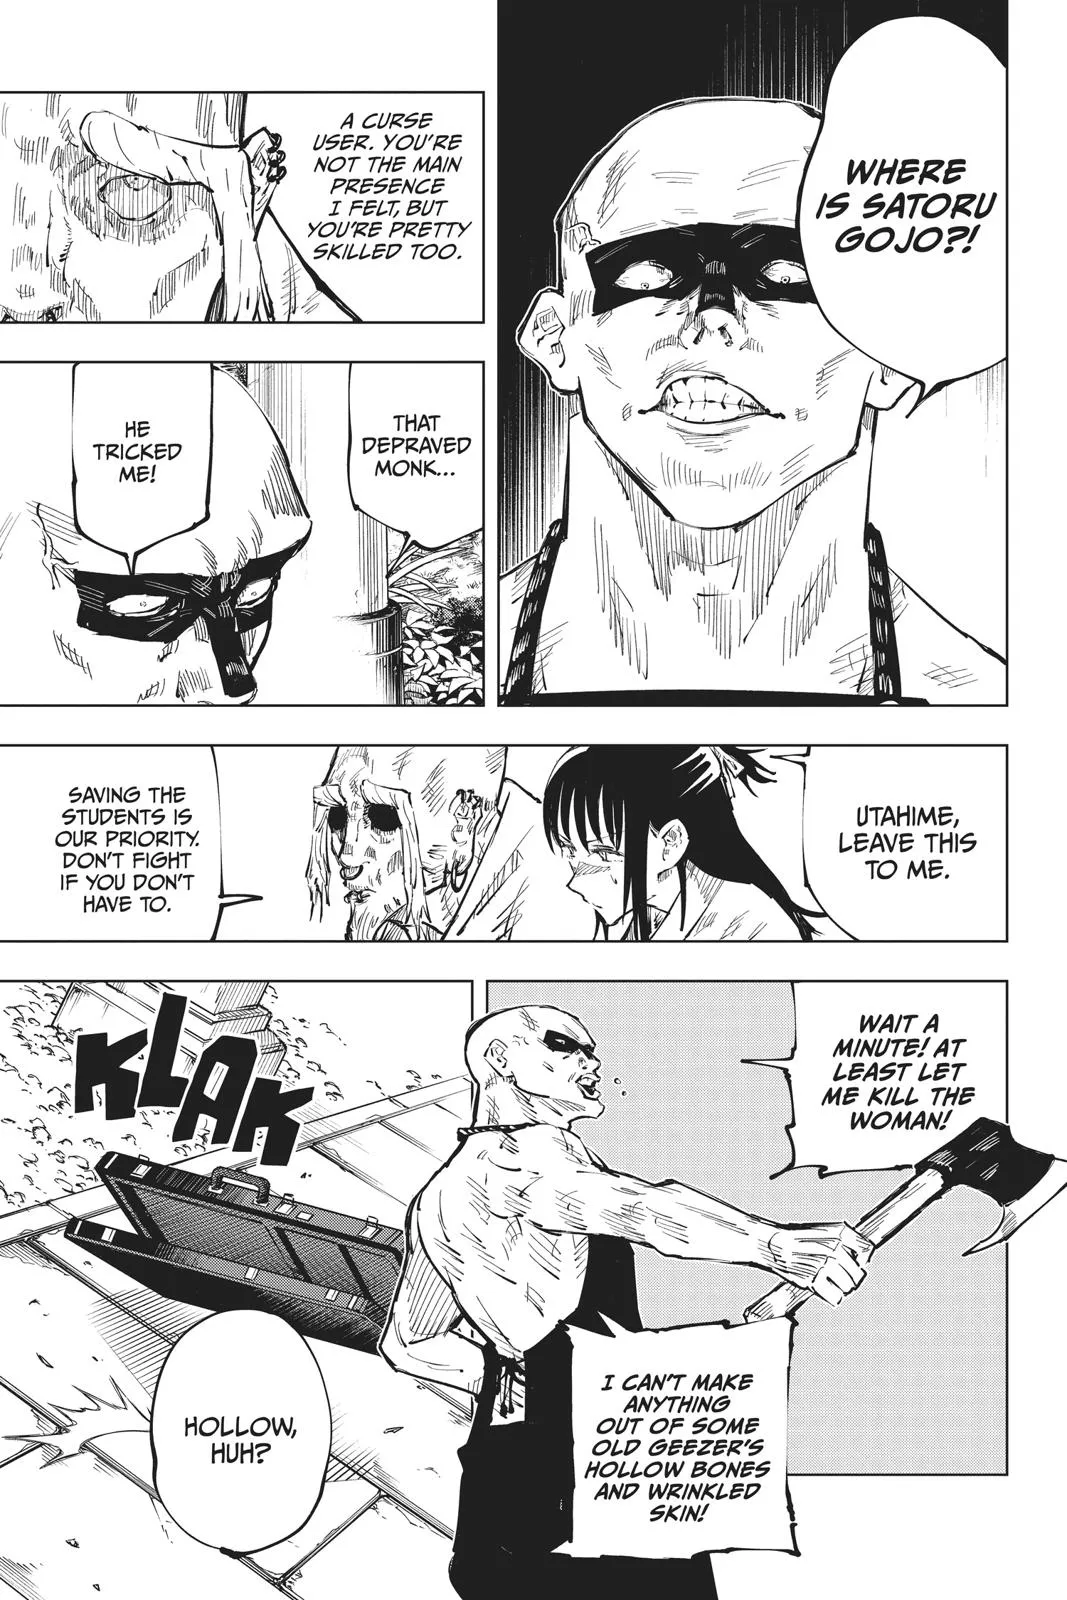 WHERE
IS SATORU
GOJO?!
A CURSE
USER. YOU'RE
NOT THE MAIN
PRESENCE
I FELT, BUT
YOU'RE PRETTY
SKILLED TOO.
THAT
DEPRAVED
MONK...
HE
TRICKED
ME!
UTAHIME,
LEAVE THIS
TO ME.
SAVING THE
STUDENTS IS
OUR PRIORITY.
DON'T FIGHT
IF YOU DON'T
HAVE TO.
WAIT A
MINUTE! AT
LEAST LET
ME KILL THE
WOMAN!
I CAN'T MAKE
ANYTHING
OUT OF SOME
OLD GEEZER'S
HOLLOW BONES
AND WRINKLED
SKIN!
KLAK
HOLLOW,
HUH?